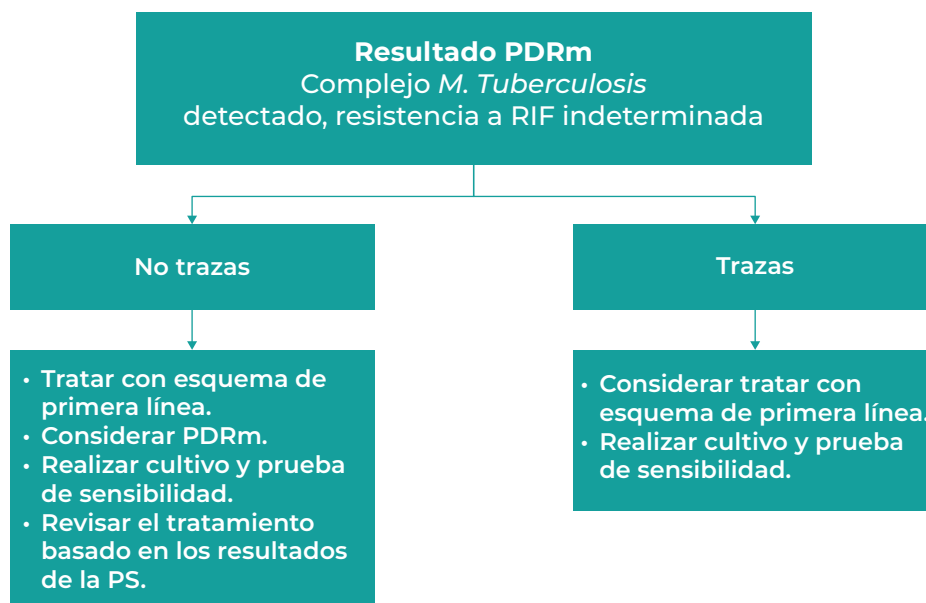 Resultado PDRm
Complejo M. Tuberculosis
detectado, resistencia a RIF indeterminada
No trazas
Trazas
• Tratar con esquema de
primera línea.
• Considerar PDRm.
• Realizar cultivo y prueba
de sensibilidad.
• Revisar el tratamiento
basado en los resultados
de la PS.
• Considerar tratar con
esquema de primera línea.
• Realizar cultivo y prueba
de sensibilidad.